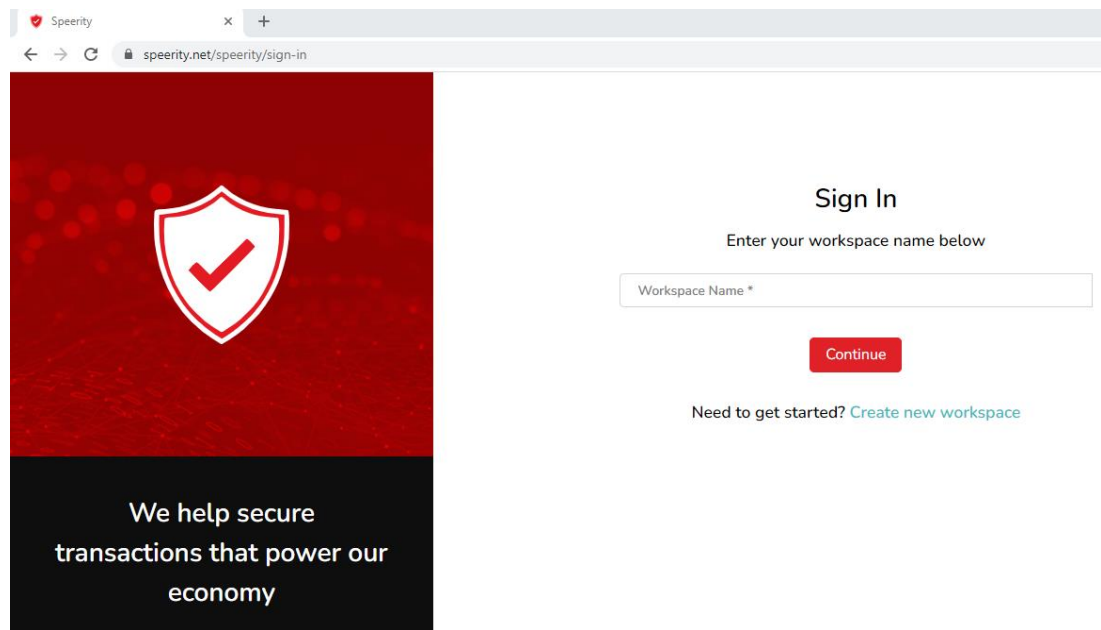 Speerity
speerity.net/speerity/sign-in
We help secure
transactions that power our
economy
Sign In
Enter your workspace name below
Workspace Name *
Continue
Need to get started? Create new workspace